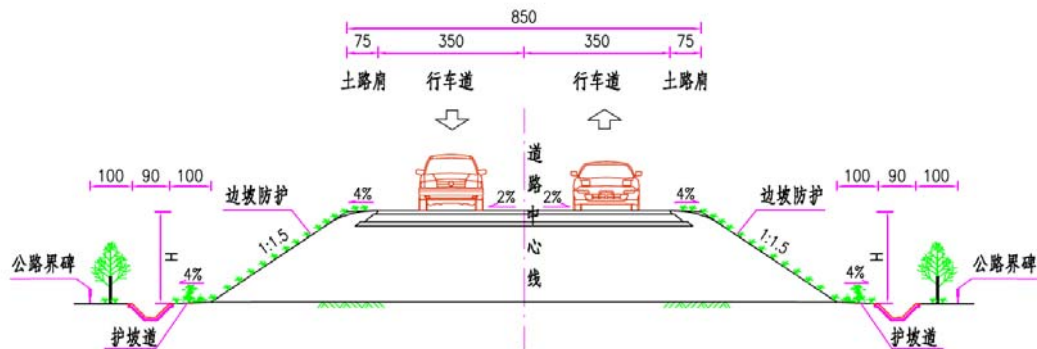 850
75 350 350 75
土路肩 行车道 行车道 土路肩
道路中心线
100 90 100 100 90 100
边坡防护 4% 2% 2% 4% 边坡防护
1:1.5 1:1.5
公路界碑 H 4% 4% H 公路界碑
护坡道 护坡道